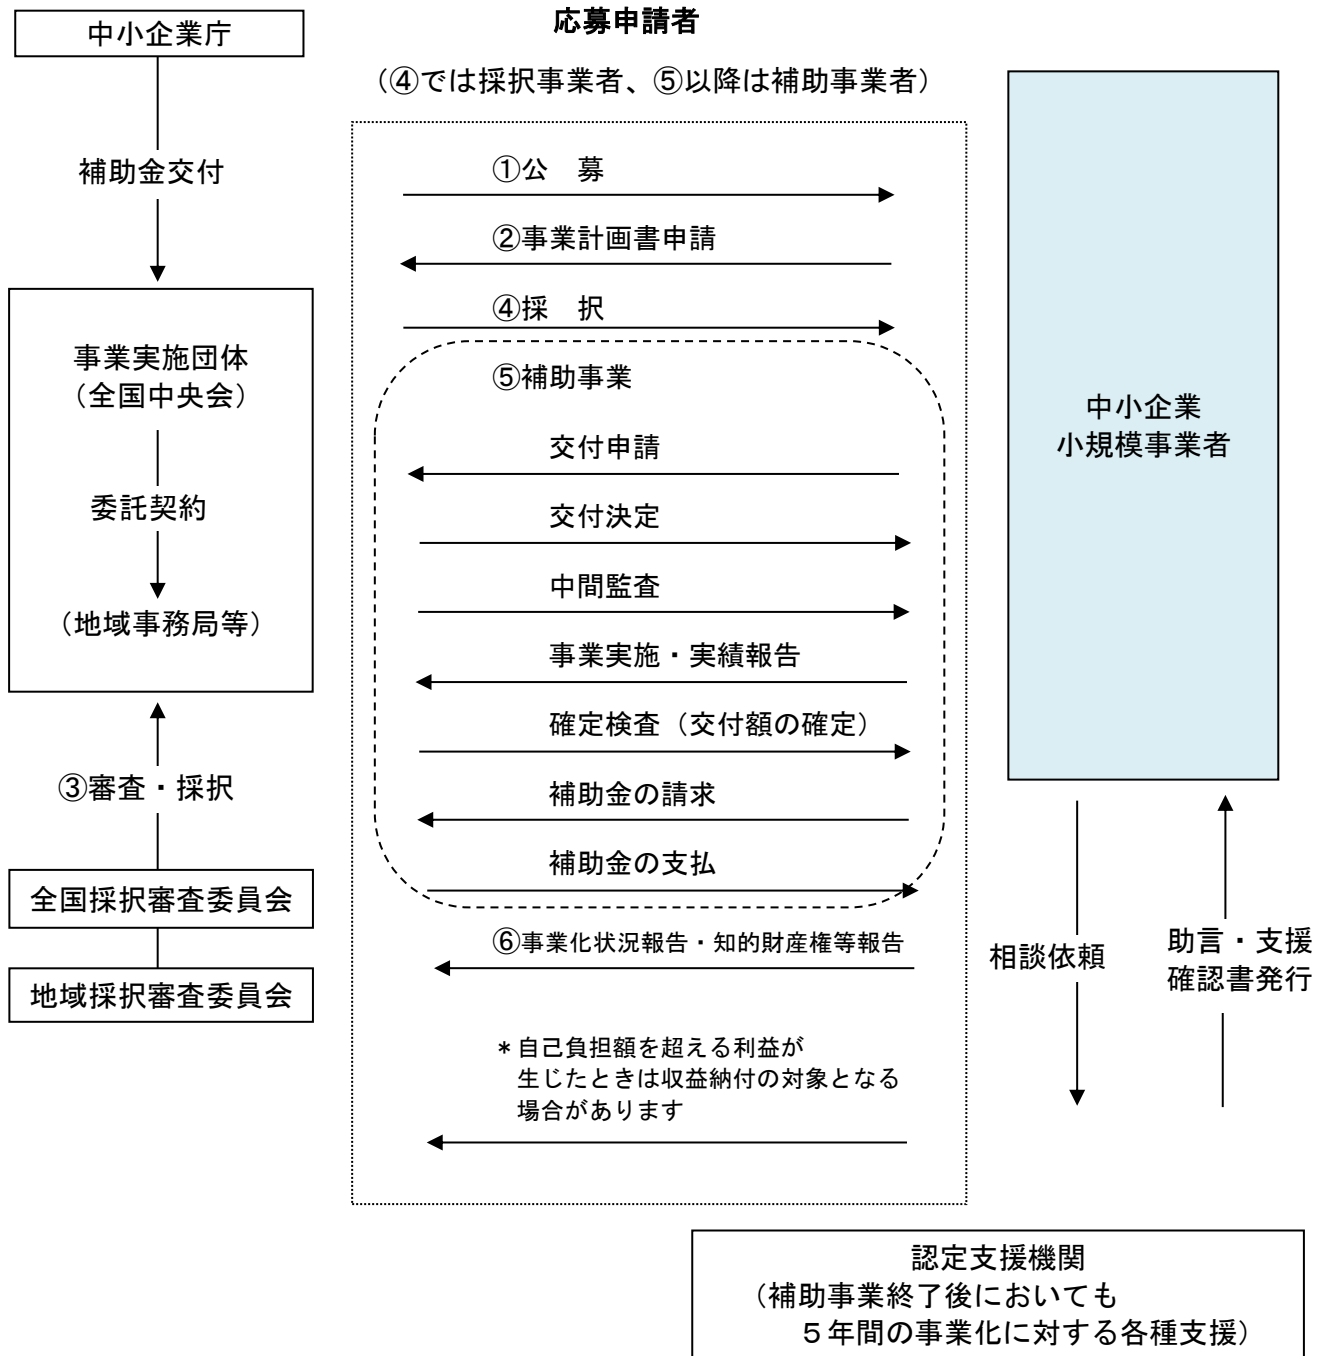 応募申請者
(④では採択事業者、⑤以降は補助事業者)
中小企業庁
補助金交付
事業実施団体
(全国中央会)
委託契約
(地域事務局等)
③審査・採択
全国採択審査委員会
地域採択審査委員会
①公　募
②事業計画書申請
④採　択
⑤補助事業
交付申請
交付決定
中間監査
事業実施・実績報告
確定検査(交付額の確定)
補助金の請求
補助金の支払
⑥事業化状況報告・知的財産権等報告
＊自己負担額を超える利益が
生じたときは収益納付の対象となる
場合があります
中小企業
小規模事業者
相談依頼
助言・支援
確認書発行
認定支援機関
(補助事業終了後においても
５年間の事業化に対する各種支援)